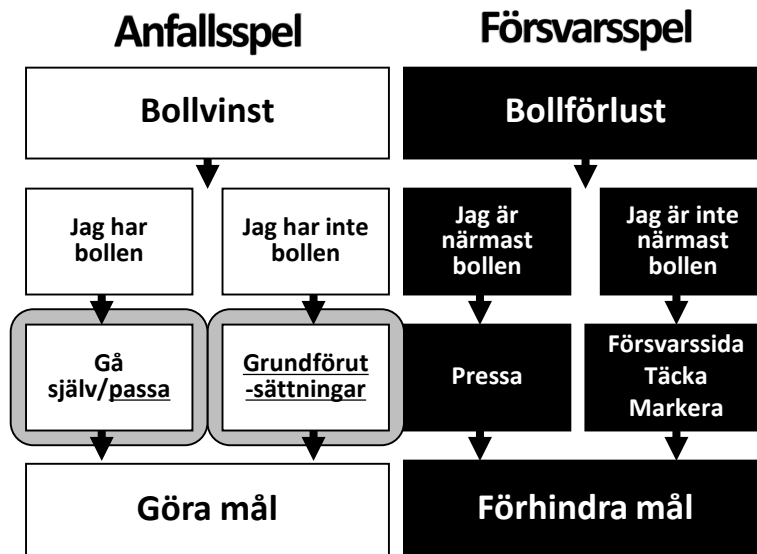 Anfallsspel
Försvarsspel
Bollvinst
Bollförlust
Jag har
bollen
Jag har inte
bollen
Jag är
närmast
bollen
Jag är inte
närmast
bollen
Gå
själv/passa
Grundförut
-sättningar
Pressa
Försvarssida
Täcka
Markera
Göra mål
Förhindra mål